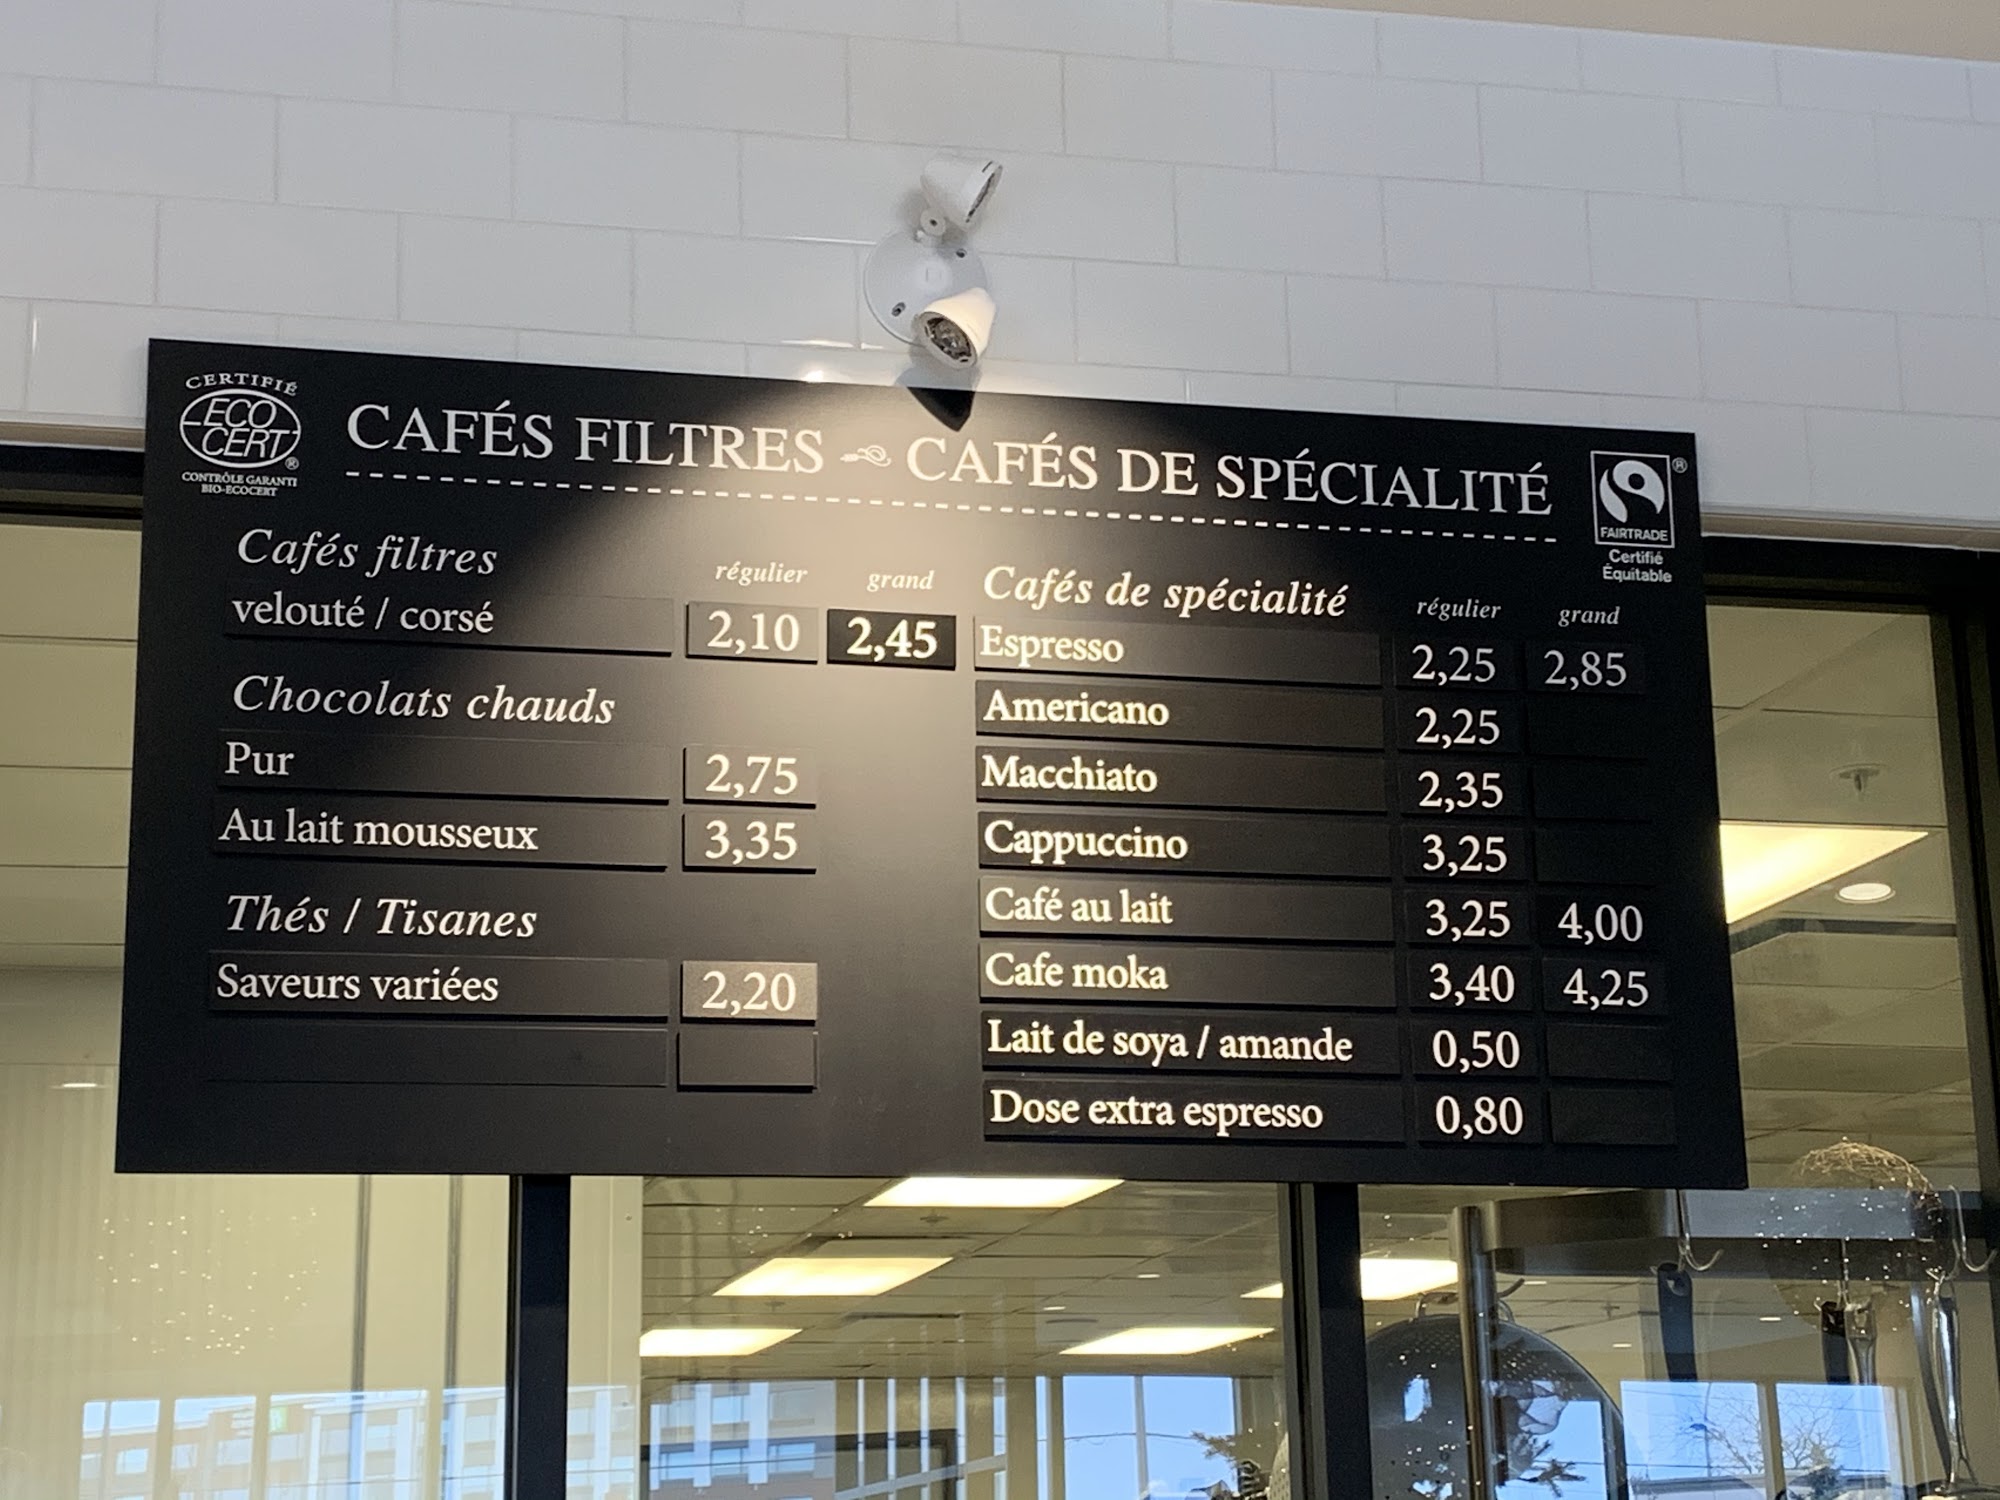 CERTIFIÉ
ECO
CERT®
CONTRÔLE GARANTI
BIO-ECOCERT
CAFÉS FILTRES CAFÉS DE SPÉCIALITÉ
®
FAIRTRADE
Certifié
Équitable
Cafés filtres régulier grand
velouté / corsé 2,10 2,45
Chocolats chauds
Pur 2,75
Au lait mousseux 3,35
Thés / Tisanes
Saveurs variées 2,20
Cafés de spécialité régulier grand
Espresso 2,25 2,85
Americano 2,25
Macchiato 2,35
Cappuccino 3,25
Café au lait 3,25 4,00
Cafe moka 3,40 4,25
Lait de soya / amande 0,50
Dose extra espresso 0,80